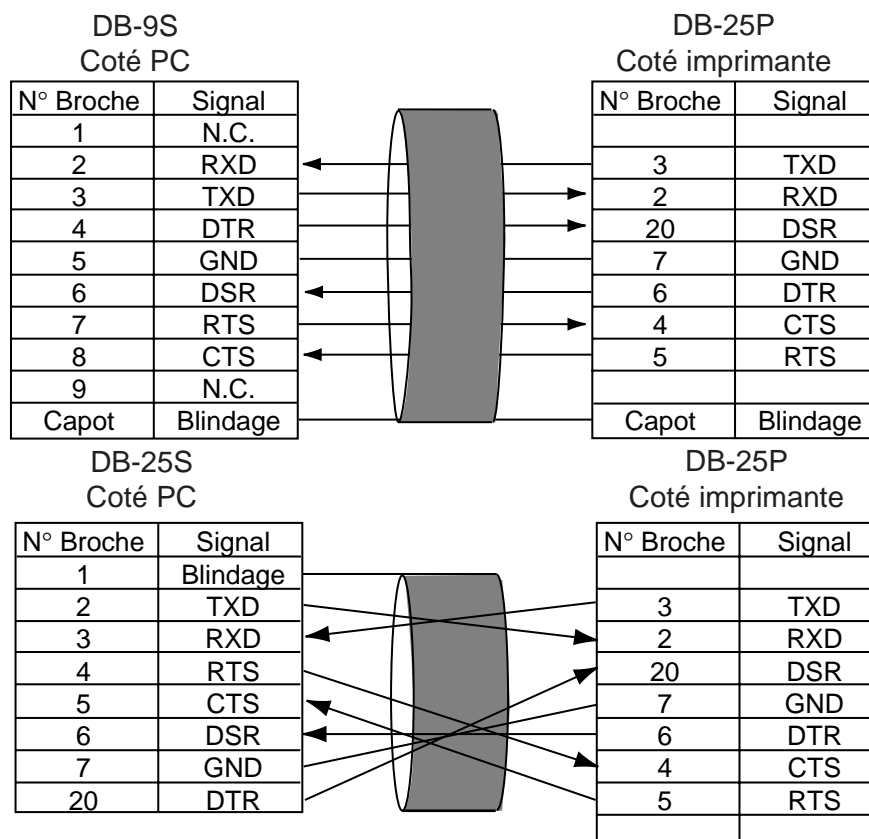 DB-9S DB-25P
Coté PC Coté imprimante
N° Broche Signal N° Broche Signal
1 N.C.
2 RXD 3 TXD
3 TXD 2 RXD
4 DTR 20 DSR
5 GND 7 GND
6 DSR 6 DTR
7 RTS 4 CTS
8 CTS 5 RTS
9 N.C.
Capot Blindage Capot Blindage
DB-25S DB-25P
Coté PC Coté imprimante
N° Broche Signal N° Broche Signal
1 Blindage
2 TXD 3 TXD
3 RXD 2 RXD
4 RTS 20 DSR
5 CTS 7 GND
6 DSR 6 DTR
7 GND 4 CTS
20 DTR 5 RTS